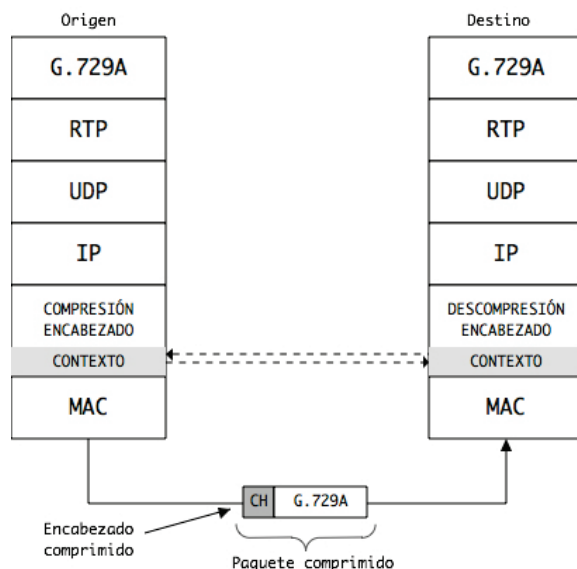 Origen
G.729A
RTP
UDP
IP
COMPRESIÓN
ENCABEZADO
CONTEXTO
MAC
Destino
G.729A
RTP
UDP
IP
DESCOMPRESIÓN
ENCABEZADO
CONTEXTO
MAC
CH
G.729A
Encabezado
comprimido
Paquete comprimido